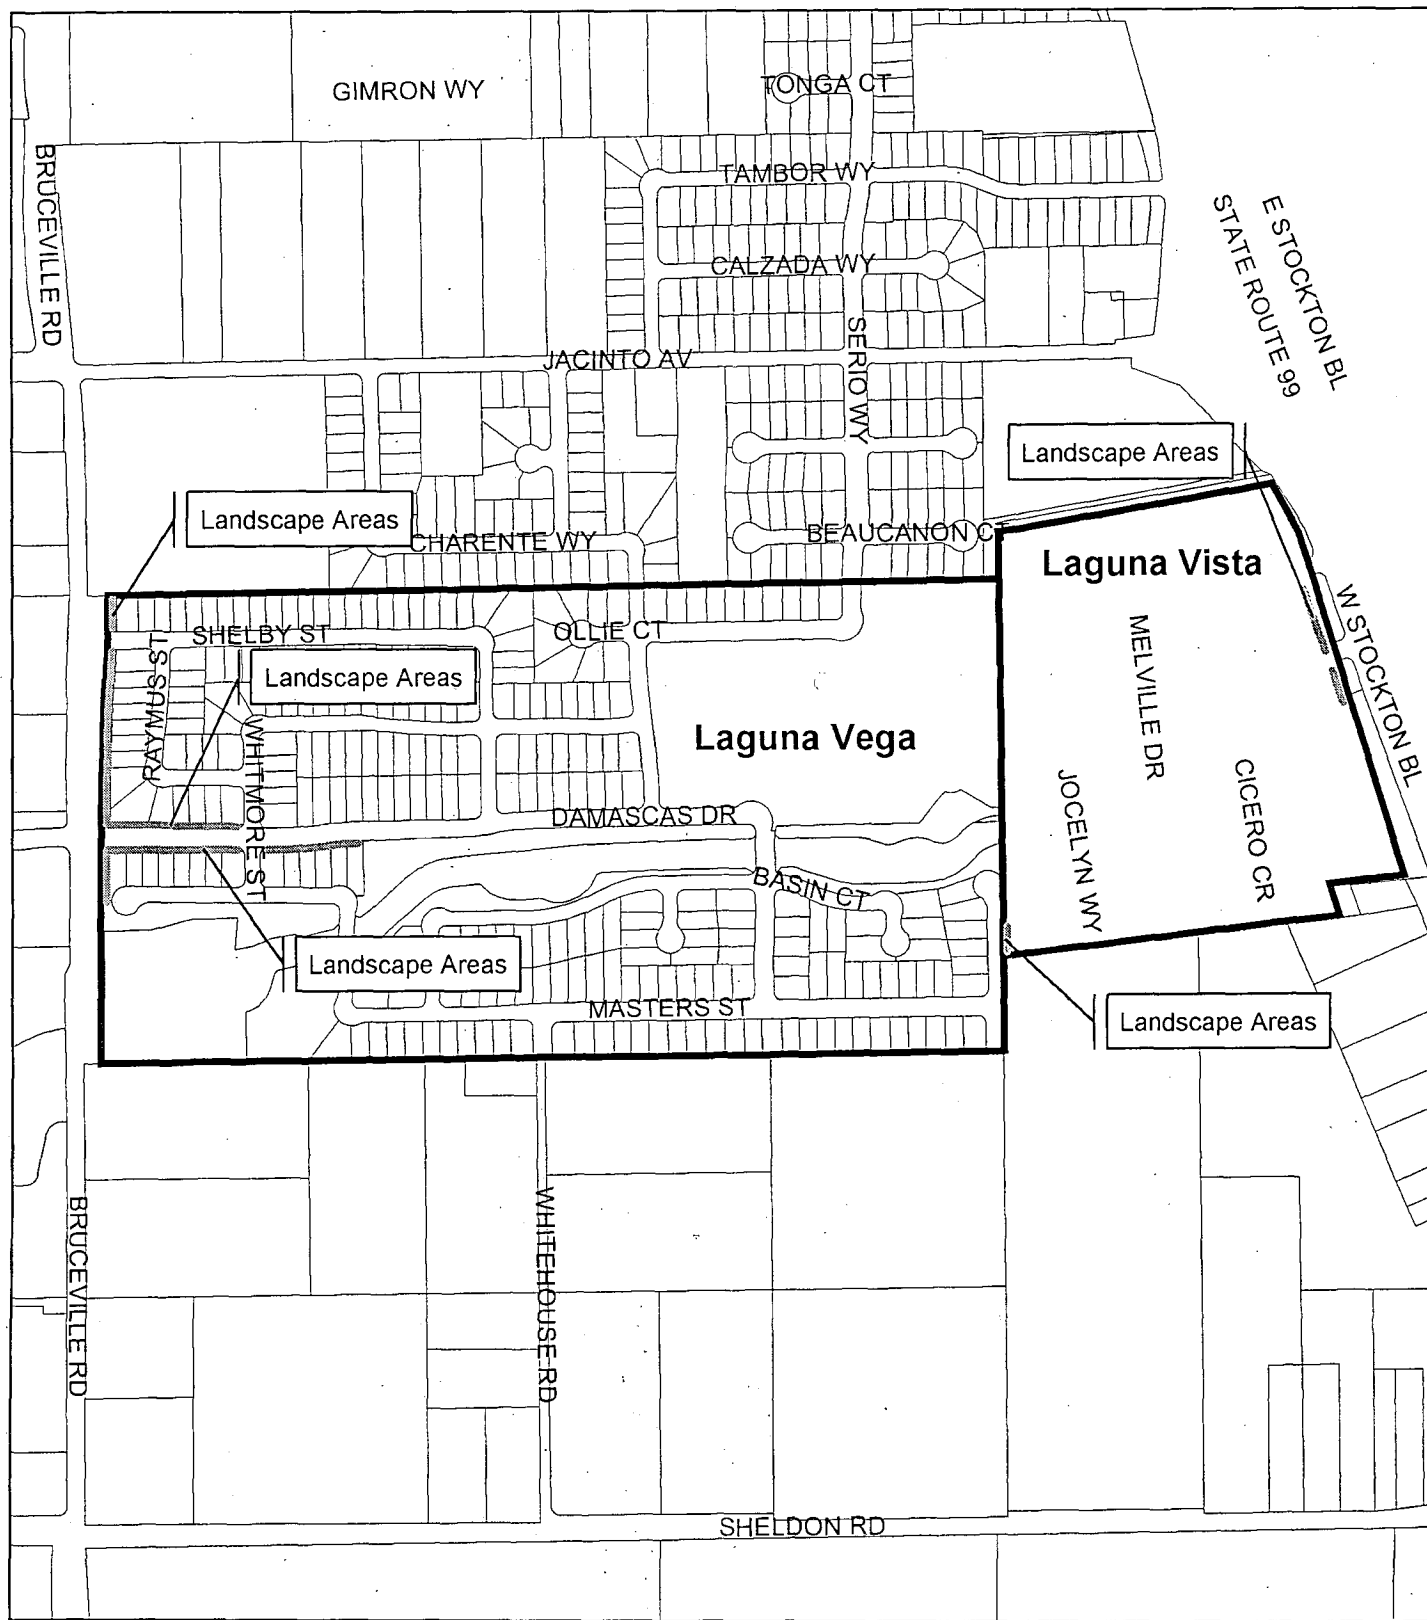 GIMRON WY
TONGA CT
BRUCEVILLE RD
TAMBOR WY
E STOCKTON BL
STATE ROUTE 99
CALZADA WY
SERIO WY
JACINTO AV
Landscape Areas
Landscape Areas
CHARENTE WY
BEAUCANON CT
Laguna Vista
W STOCKTON BL
SHELBY ST
OLLIE CT
MELVILLE DR
RAYMUS ST
Landscape Areas
WHITMORE ST
Laguna Vega
JOCELYN WY
CICERO CR
DAMASCAS DR
BASIN CT
Landscape Areas
MASTERS ST
Landscape Areas
BRUCEVILLE RD
WHITEHOUSE RD
SHELDON RD